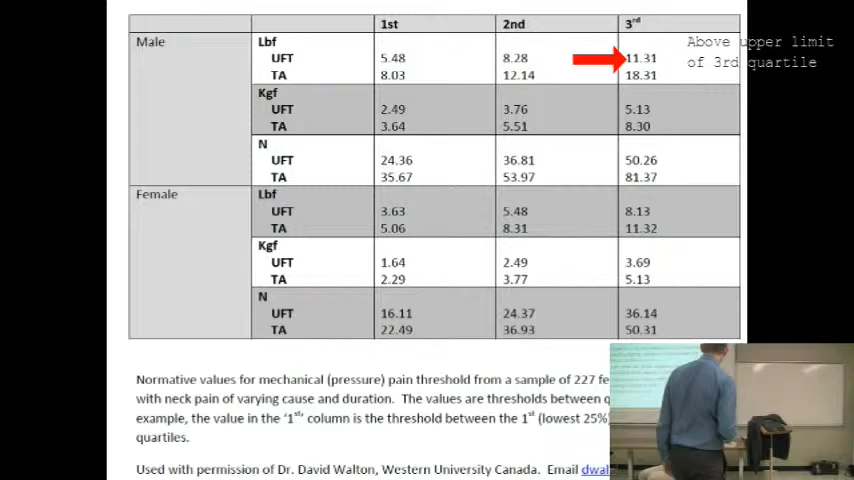 1st 2nd 3rd
Male Lbf
UFT 5.48 8.28 11.31
TA 8.03 12.14 18.31
Above upper limit
of 3rd quartile
Kgf
UFT 2.49 3.76 5.13
TA 3.64 5.51 8.30
N
UFT 24.36 36.81 50.26
TA 35.67 53.97 81.37
Female Lbf
UFT 3.63 5.48 8.13
TA 5.06 8.31 11.32
Kgf
UFT 1.64 2.49 3.69
TA 2.29 3.77 5.13
N
UFT 16.11 24.37 36.14
TA 22.49 36.93 50.31
Normative values for mechanical (pressure) pain threshold from a sample of 227 fe
with neck pain of varying cause and duration. The values are thresholds between
example, the value in the '1st' column is the threshold between the 1st (lowest 25%)
quartiles.
Used with permission of Dr. David Walton, Western University Canada. Email dwal